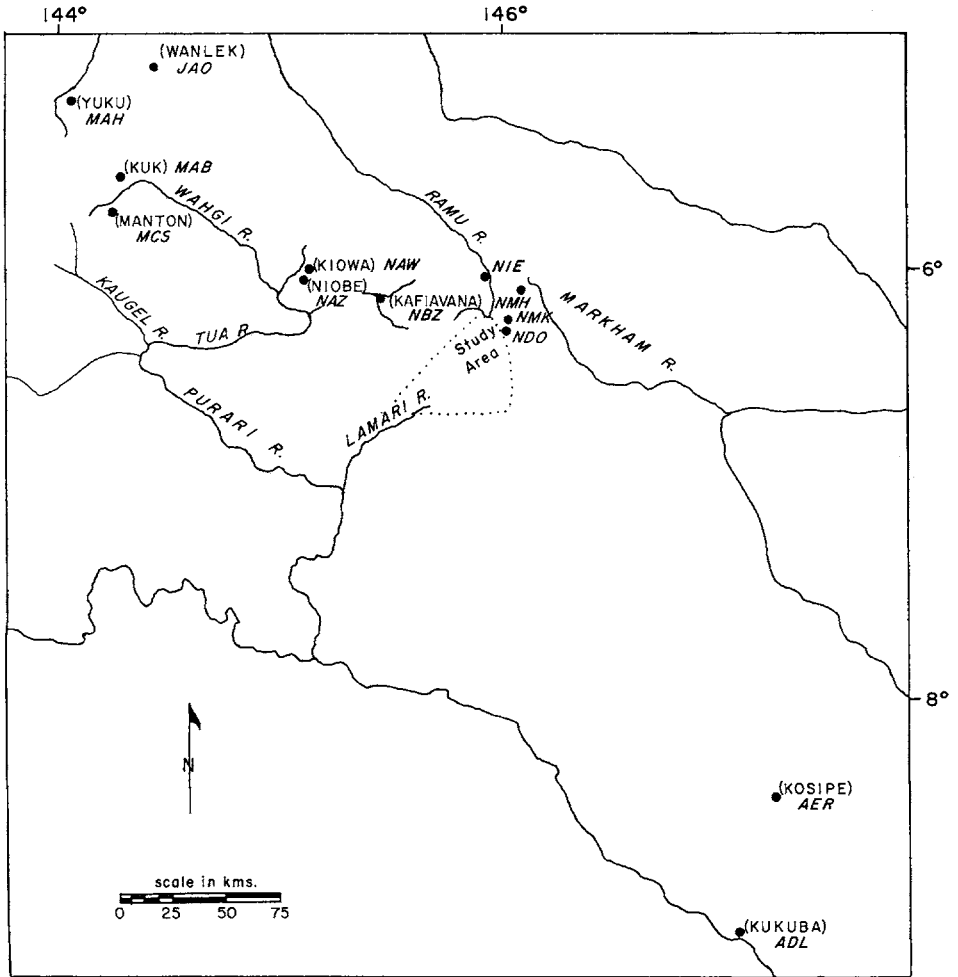 144°
146°
(WANLEK)
JAO
(YUKU)
MAH
(KUK) MAB
WAHGI R.
RAMU R.
(MANTON)
MCS
6°
(KIOWA) NAW
NIE
(NIOBE)
NAZ
(KAFIAVANA)
NBZ
NMH
NMK
NDO
MARKHAM R.
KAUGEL R.
TUA R.
Study
Area
PURARI R.
LAMARI R.
8°
N
(KOSIPE)
AER
scale in kms.
0 25 50 75
(KUKUBA)
ADL